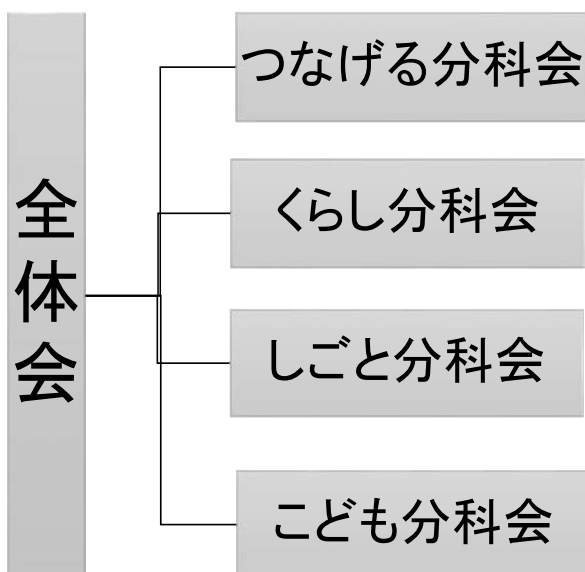 全体会
つなげる分科会
くらし分科会
しごと分科会
こども分科会